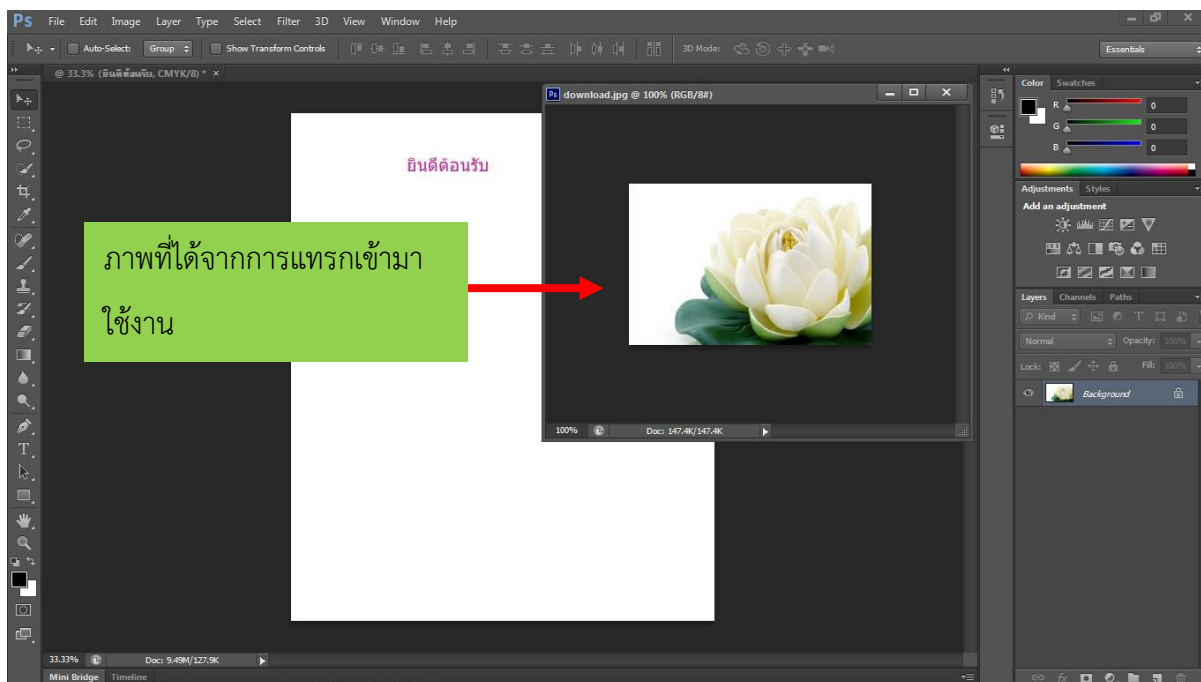 Ps File Edit Image Layer Type Select Filter 3D View Window Help
Auto-Select: Group Show Transform Controls 3D Mode: Essentials
@ 33.3% (ยินดีต้อนรับ, CMYK/8) * ×
Color Swatches
Ps download.jpg @ 100% (RGB/8#)
R 0
G 0
B 0
ยินดีต้อนรับ
Adjustments Styles
Add an adjustment
ภาพที่ได้จากการแทรกเข้ามา
ใช้งาน
Layers Channels Paths
Kind
Normal Opacity: 100%
Lock: Fill: 100%
Background
100% Doc: 147.4K/147.4K
33.33% Doc: 9.49M/127.9K
Mini Bridge Timeline